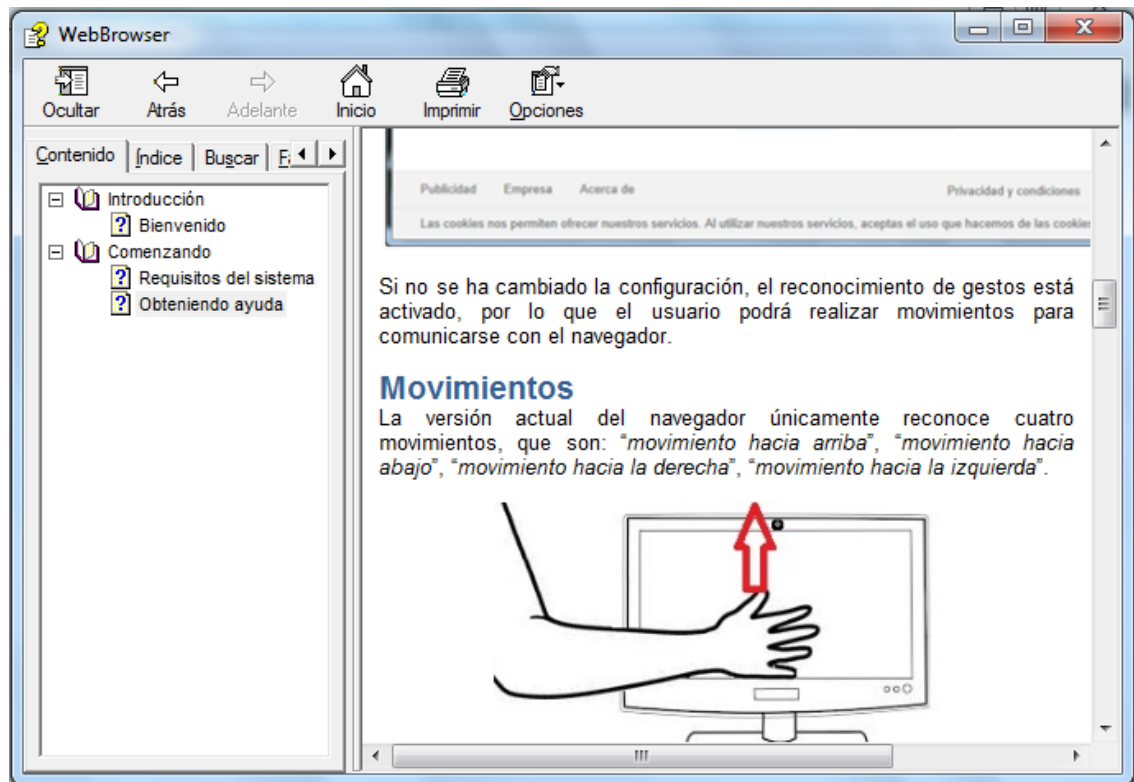 WebBrowser
Ocultar Atrás Adelante Inicio Imprimir Opciones
Contenido Índice Buscar
Introducción
Bienvenido
Comenzando
Requisitos del sistema
Obteniendo ayuda
Publicidad Empresa Acerca de Privacidad y condiciones
Las cookies nos permiten ofrecer nuestros servicios. Al utilizar nuestros servicios, aceptas el uso que hacemos de las cookies
Si no se ha cambiado la configuración, el reconocimiento de gestos está
activado, por lo que el usuario podrá realizar movimientos para
comunicarse con el navegador.
Movimientos
La versión actual del navegador únicamente reconoce cuatro
movimientos, que son: “movimiento hacia arriba”, “movimiento hacia
abajo”, “movimiento hacia la derecha”, “movimiento hacia la izquierda”.